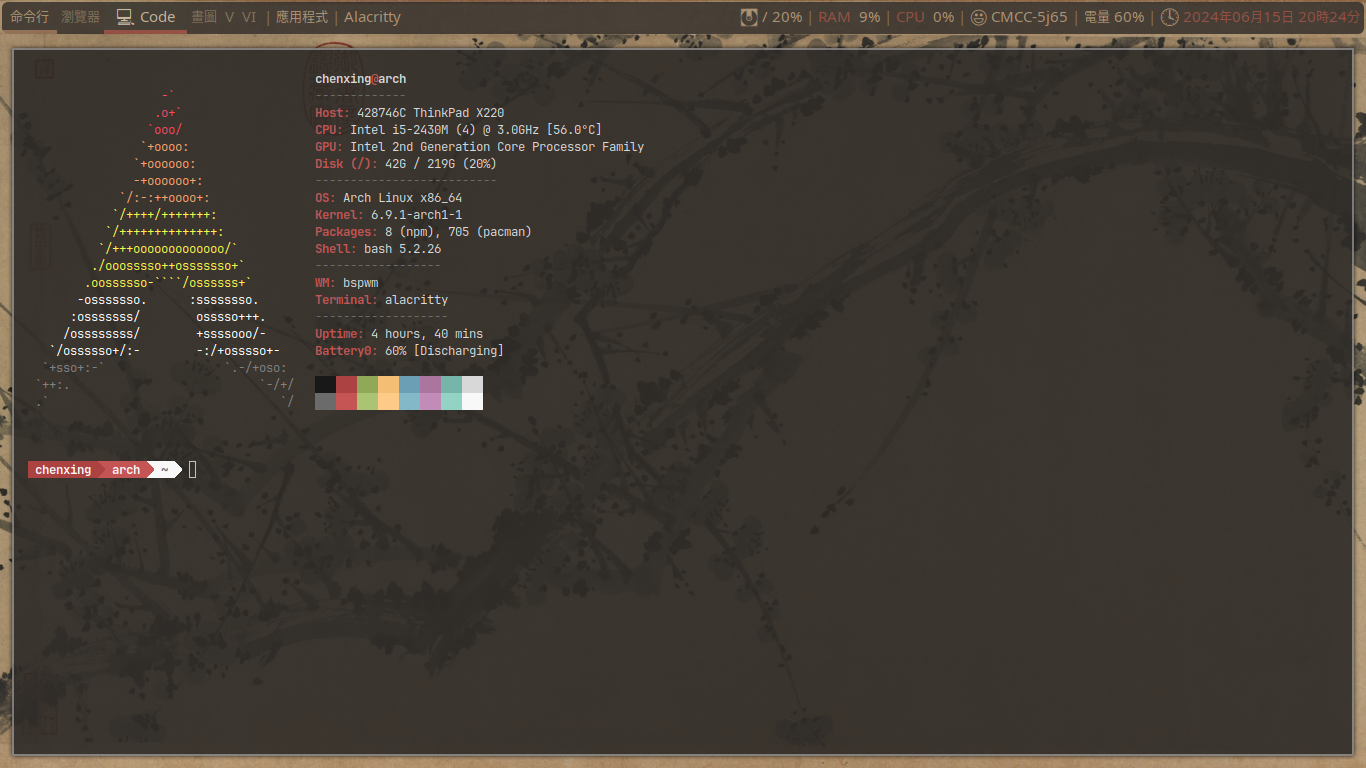 命令行 瀏覽器 Code 畫圖 V VI | 應用程式 | Alacritty / 20% | RAM 9% | CPU 0% | CMCC-5j65 | 電量 60% | 2024年06月15日 20時24分
chenxing@arch
-------------
Host: 428746C ThinkPad X220
CPU: Intel i5-2430M (4) @ 3.0GHz [56.0°C]
GPU: Intel 2nd Generation Core Processor Family
Disk (/): 42G / 219G (20%)
--------------------------
OS: Arch Linux x86_64
Kernel: 6.9.1-arch1-1
Packages: 8 (npm), 705 (pacman)
Shell: bash 5.2.26
------------------
WM: bspwm
Terminal: alacritty
-------------------
Uptime: 4 hours, 40 mins
Battery0: 60% [Discharging]
-`
.o+`
`ooo/
`+oooo:
`+oooooo:
-+oooooo+:
`/:-:++oooo+:
`/++++/+++++++:
`/++++++++++++++:
`/+++ooooooooooooo/`
./ooosssso++osssssso+`
.oossssso-````/ossssss+`
-osssssso. :ssssssso.
:osssssss/ osssso+++.
/ossssssss/ +ssssooo/-
`/ossssso+/:- -:/+osssso+-
`+sso+:-` `.-/+oso:
`++:. `-/+/
.` `/
chenxing arch ~